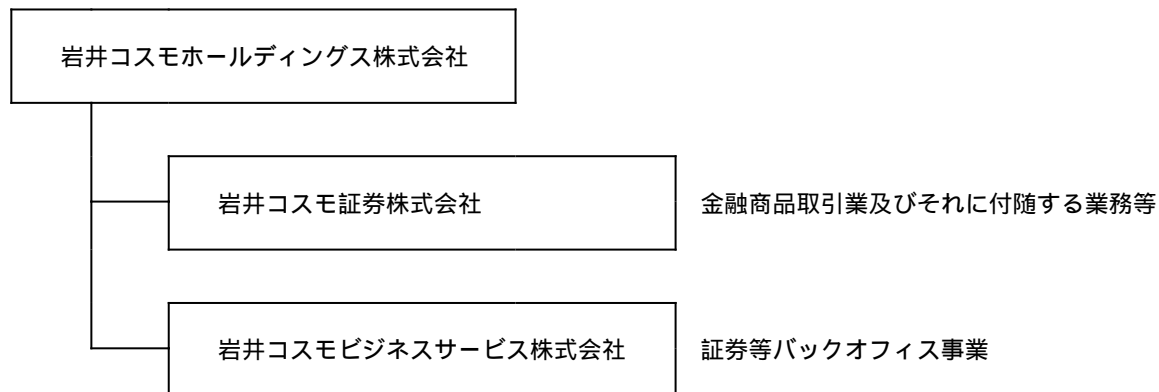 岩井コスモホールディングス株式会社
岩井コスモ証券株式会社 金融商品取引業及びそれに付随する業務等
岩井コスモビジネスサービス株式会社 証券等バックオフィス事業